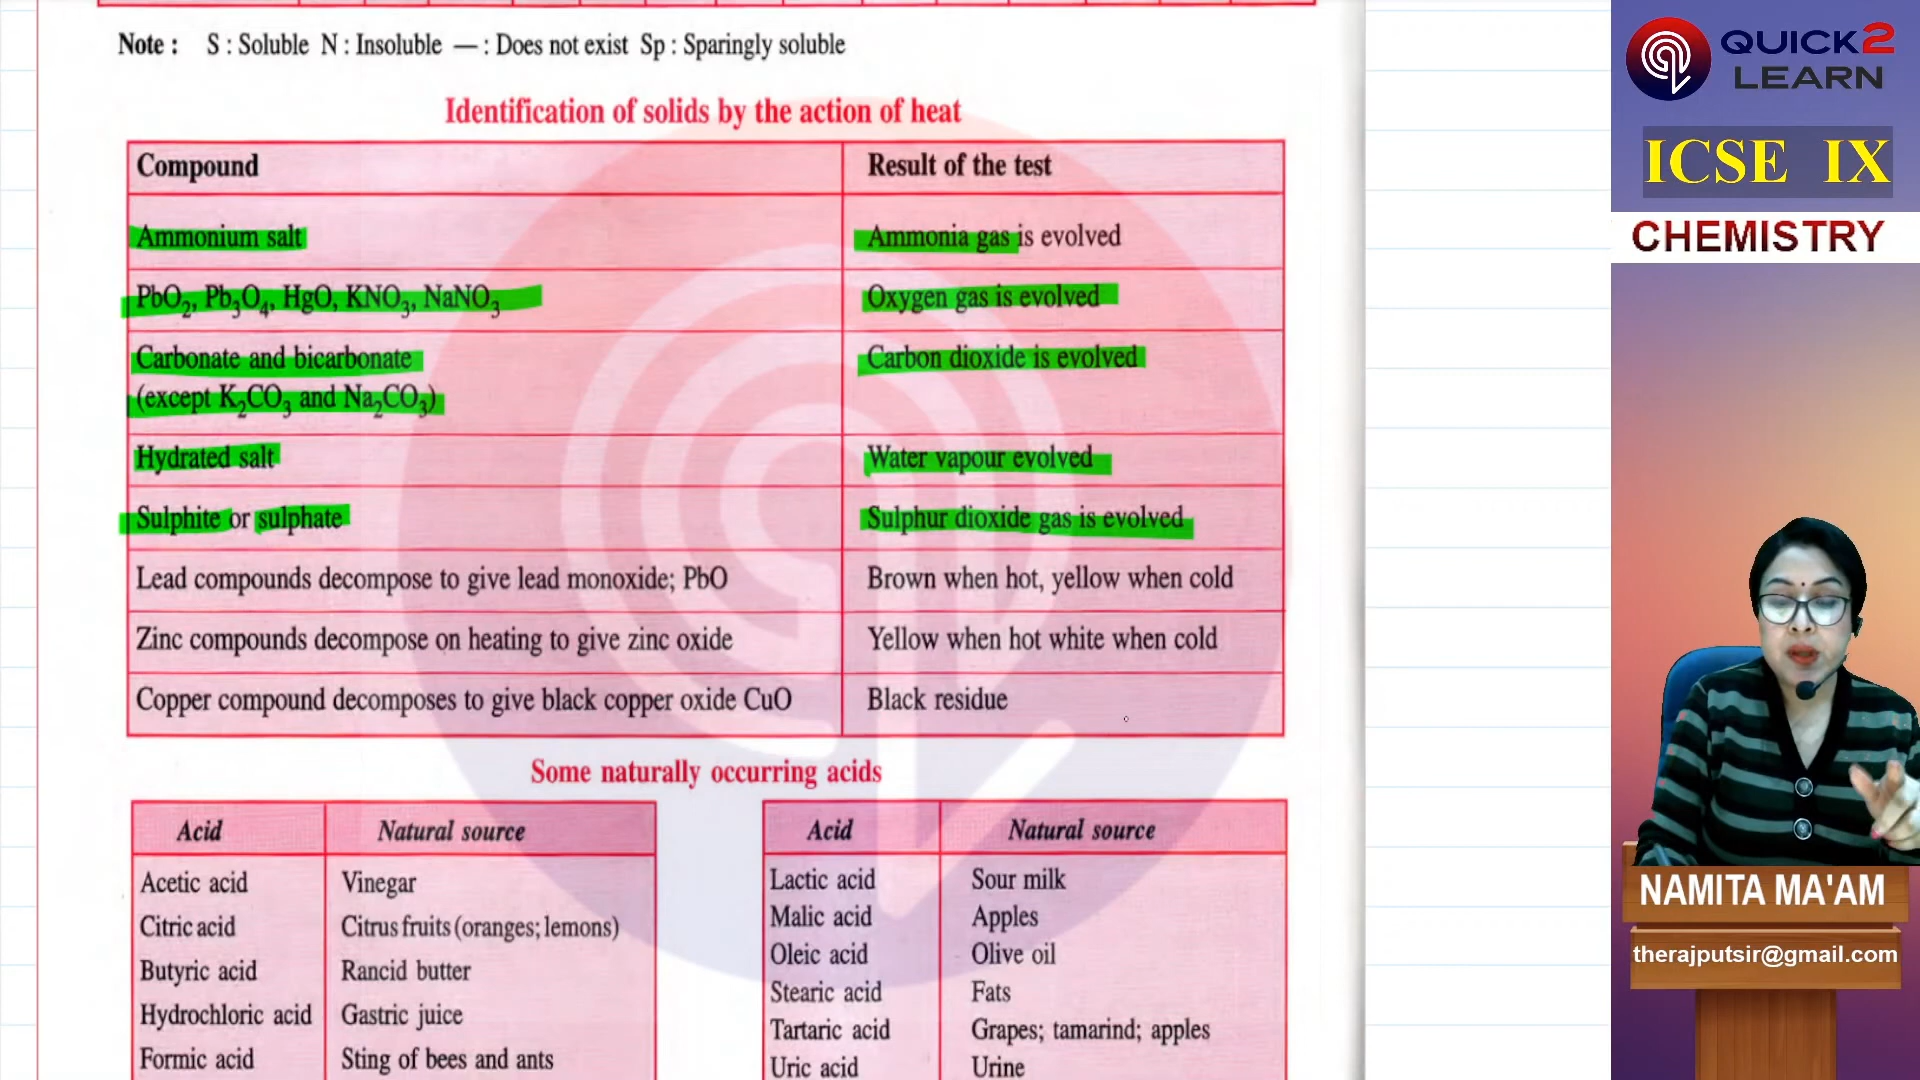 Note : S : Soluble N : Insoluble — : Does not exist Sp : Sparingly soluble
Identification of solids by the action of heat
Compound Result of the test
Ammonium salt Ammonia gas is evolved
PbO₂, Pb₃O₄, HgO, KNO₃, NaNO₃ Oxygen gas is evolved
Carbonate and bicarbonate Carbon dioxide is evolved
(except K₂CO₃ and Na₂CO₃)
Hydrated salt Water vapour evolved
Sulphite or sulphate Sulphur dioxide gas is evolved
Lead compounds decompose to give lead monoxide; PbO Brown when hot, yellow when cold
Zinc compounds decompose on heating to give zinc oxide Yellow when hot white when cold
Copper compound decomposes to give black copper oxide CuO Black residue
Some naturally occurring acids
Acid Natural source
Acetic acid Vinegar
Citric acid Citrus fruits (oranges; lemons)
Butyric acid Rancid butter
Hydrochloric acid Gastric juice
Formic acid Sting of bees and ants
Acid Natural source
Lactic acid Sour milk
Malic acid Apples
Oleic acid Olive oil
Stearic acid Fats
Tartaric acid Grapes; tamarind; apples
Uric acid Urine
QUICK2
LEARN
ICSE IX
CHEMISTRY
NAMITA MA'AM
therajputsir@gmail.com